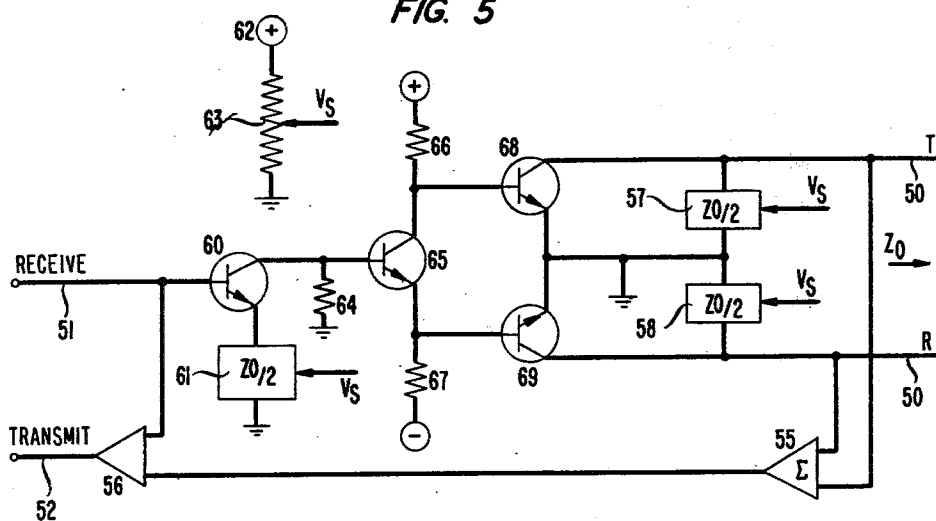 FIG. 5
62
+
63
V_S
+
66
68
T
50
57
Z0/2
V_S
60
65
RECEIVE
51
64
Z0
58
Z0/2
V_S
61
Z0/2
V_S
67
−
69
R
50
TRANSMIT
52
56
55
Σ